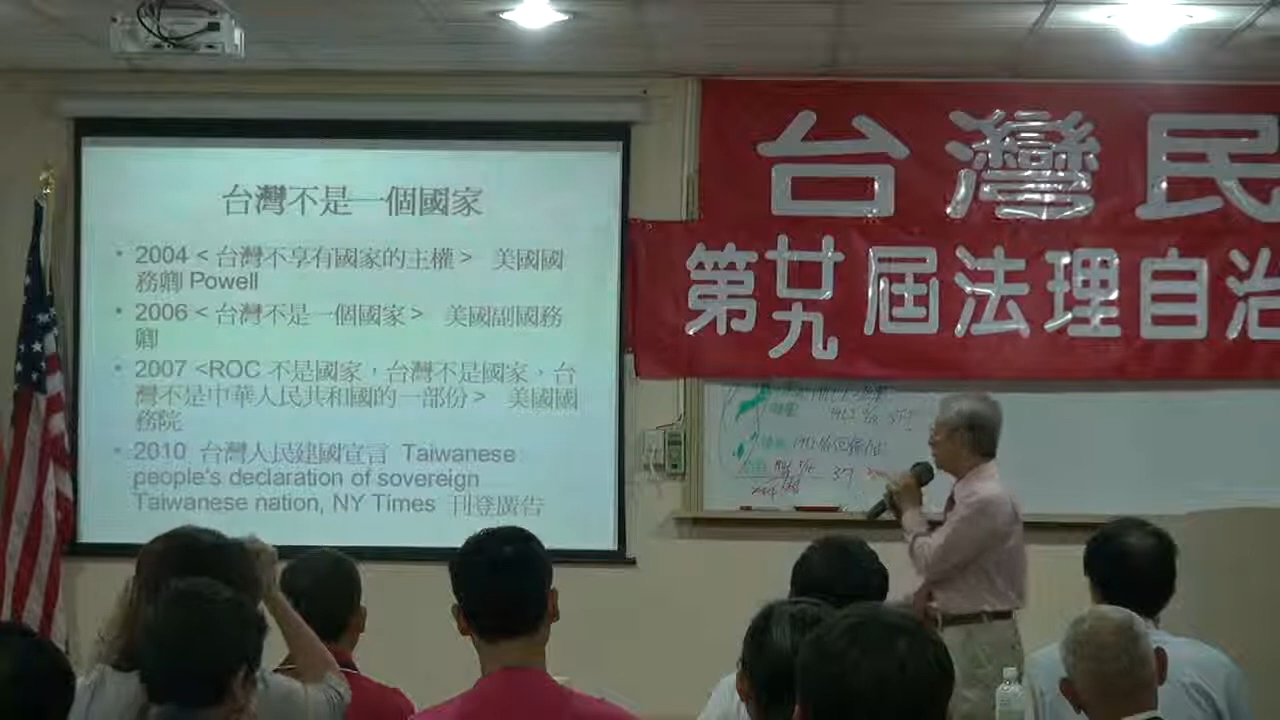 台灣不是一個國家
• 2004 < 台灣不享有國家的主權 > 美國國
務卿 Powell
• 2006 < 台灣不是一個國家 > 美國副國務
卿
• 2007 <ROC 不是國家，台灣不是國家，台
灣不是中華人民共和國的一部份 > 美國國
務院
• 2010 台灣人民建國宣言 Taiwanese
people's declaration of sovereign
Taiwanese nation, NY Times 刊登廣告
台灣民
第廿九屆法理自治